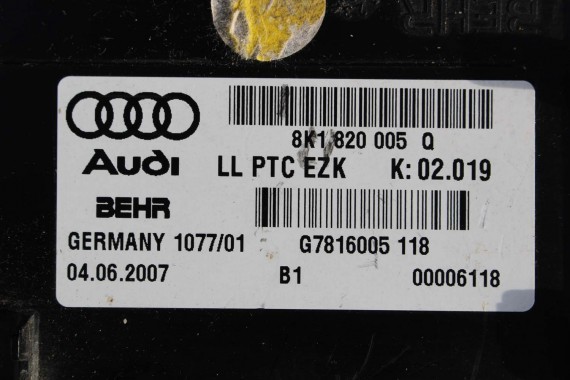 8K1 820 005 Q
Audi LL PTC EZK K: 02.019
BEHR
GERMANY 1077/01 G7816005 118
04.06.2007 B1 00006118